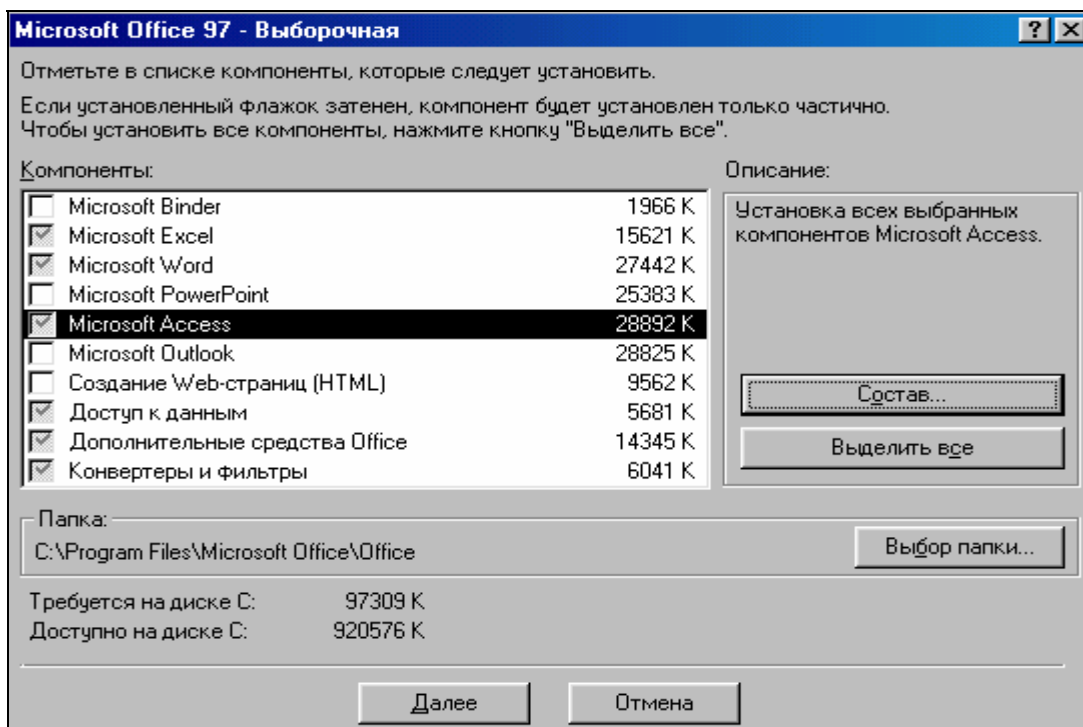 Microsoft Office 97 - Выборочная
Отметьте в списке компоненты, которые следует установить.
Если установленный флажок затенен, компонент будет установлен только частично.
Чтобы установить все компоненты, нажмите кнопку "Выделить все".
Компоненты:
Microsoft Binder 1966 K
Microsoft Excel 15621 K
Microsoft Word 27442 K
Microsoft PowerPoint 25383 K
Microsoft Access 28892 K
Microsoft Outlook 28825 K
Создание Web-страниц (HTML) 9562 K
Доступ к данным 5681 K
Дополнительные средства Office 14345 K
Конвертеры и фильтры 6041 K
Описание:
Установка всех выбранных
компонентов Microsoft Access.
Состав...
Выделить все
Папка:
C:\Program Files\Microsoft Office\Office
Выбор папки...
Требуется на диске C: 97309 K
Доступно на диске C: 920576 K
Далее
Отмена